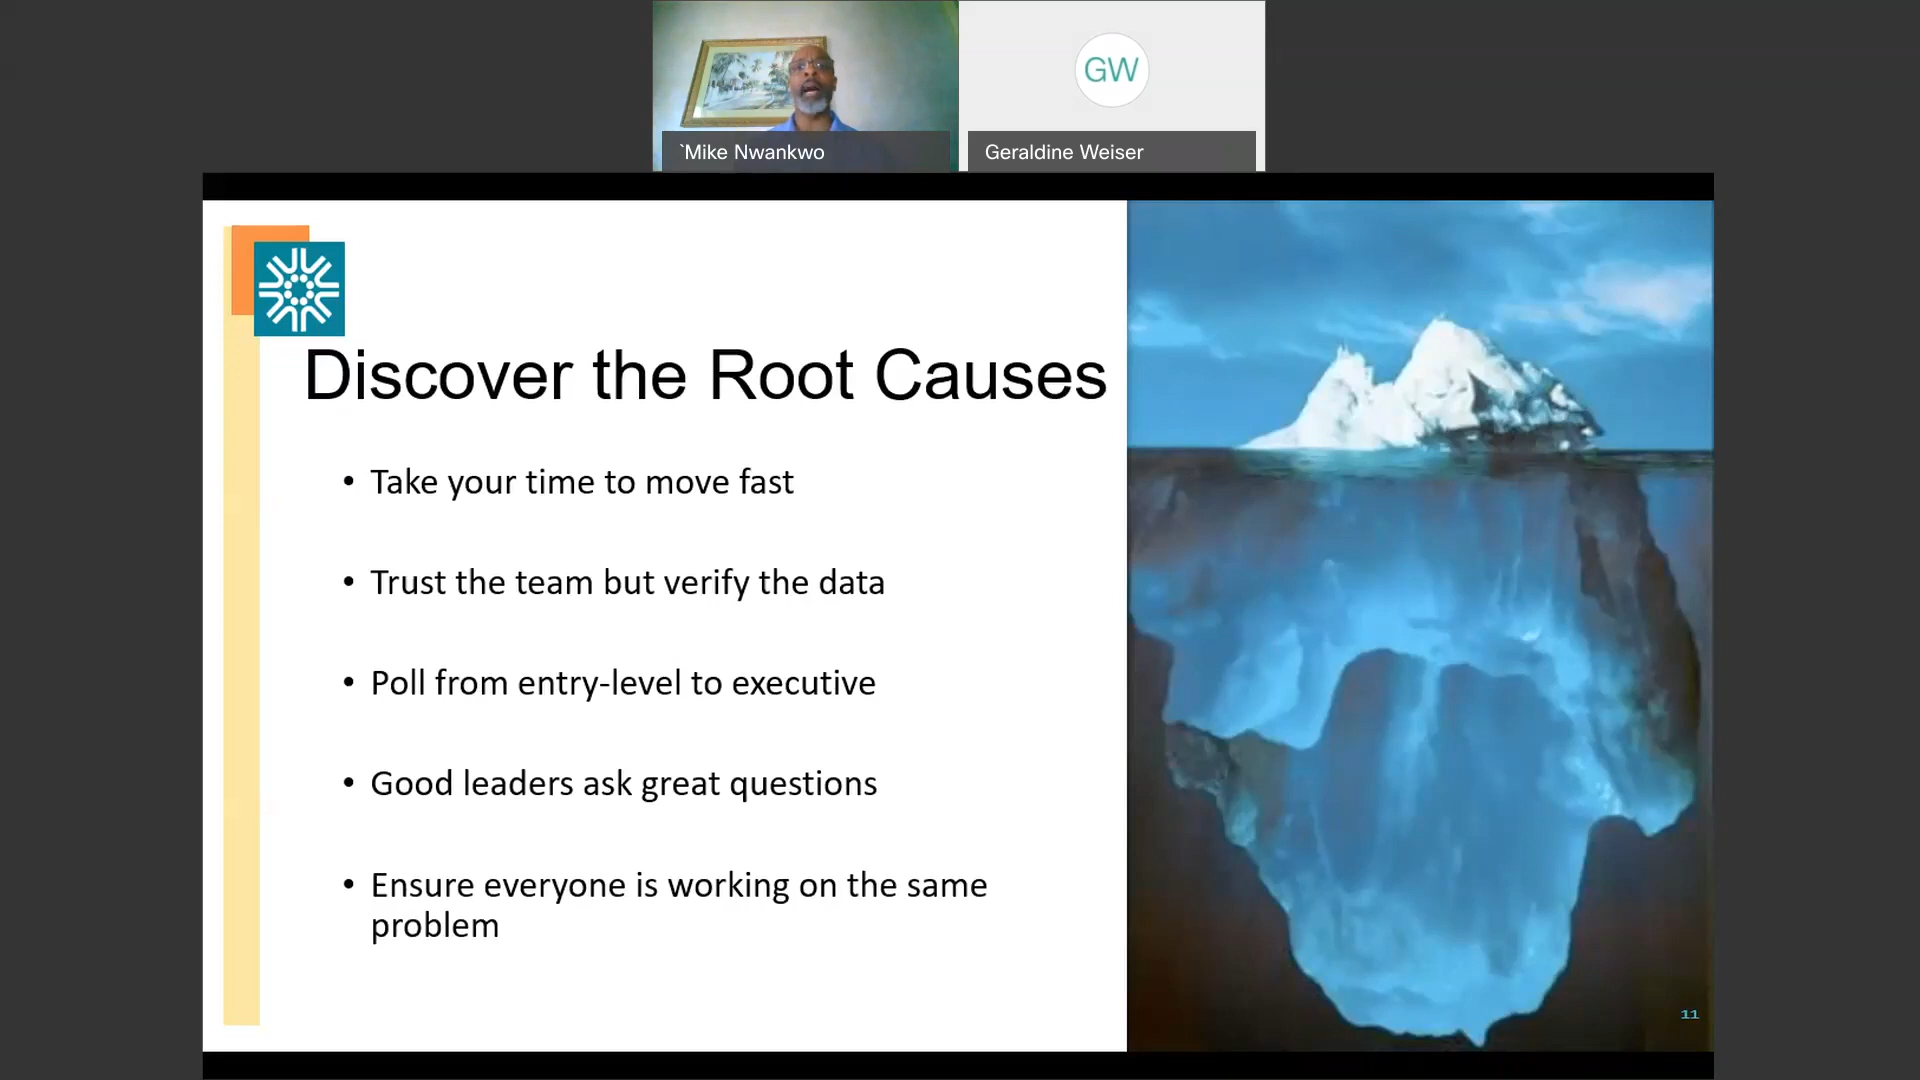 GW
`Mike Nwankwo
Geraldine Weiser
Discover the Root Causes
• Take your time to move fast
• Trust the team but verify the data
• Poll from entry-level to executive
• Good leaders ask great questions
• Ensure everyone is working on the same
problem
11